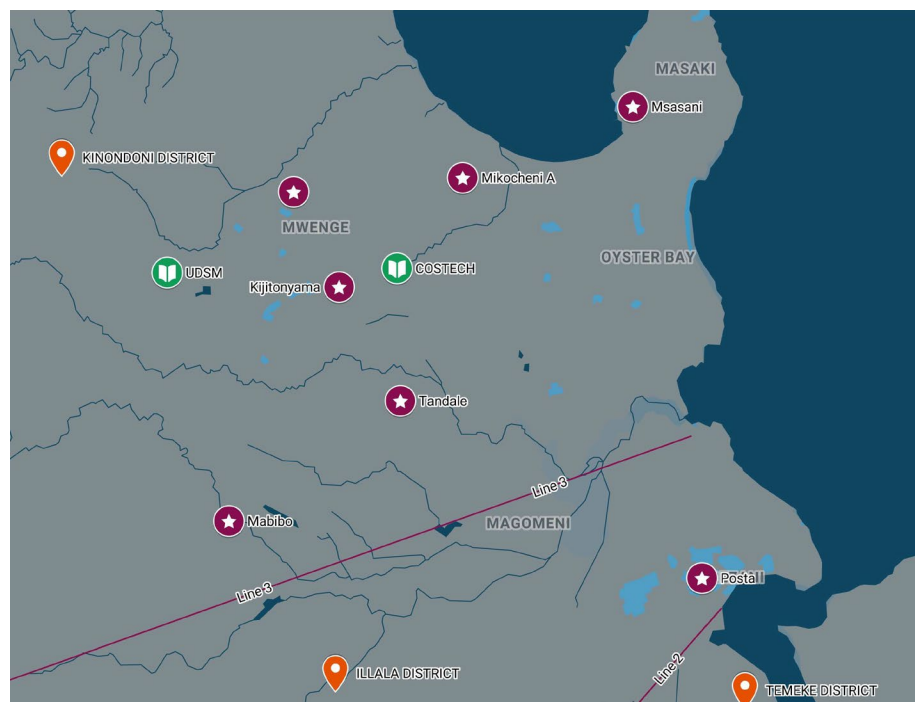 MASAKI
Msasani
KINONDONI DISTRICT
Mikocheni A
MWENGE
OYSTER BAY
UDSM
COSTECH
Kijitonyama
Tandale
Line 3
Mabibo
MAGOMENI
Postal
Line 3
Line 2
ILLALA DISTRICT
TEMEKE DISTRICT